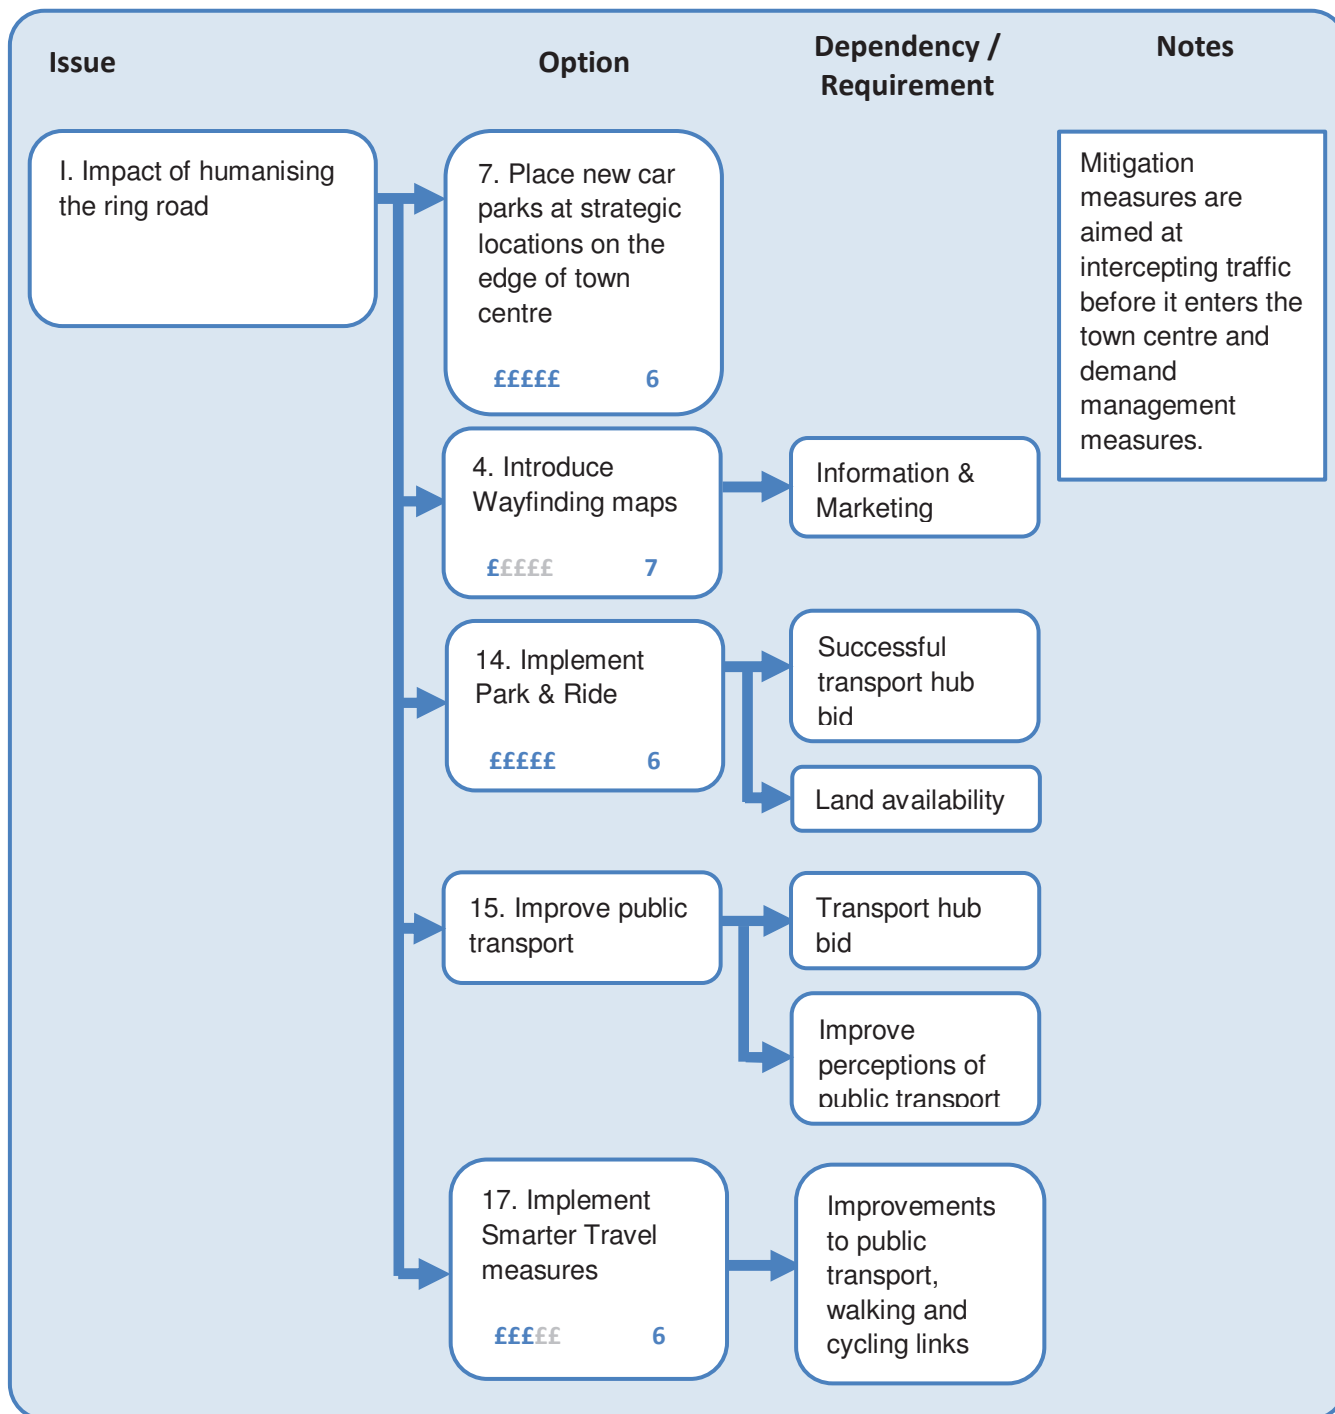 Issue
Option
Dependency /
Requirement
Notes
I. Impact of humanising
the ring road
7. Place new car
parks at strategic
locations on the
edge of town
centre
£££££ 6
Mitigation
measures are
aimed at
intercepting traffic
before it enters the
town centre and
demand
management
measures.
4. Introduce
Wayfinding maps
£££££ 7
Information &
Marketing
14. Implement
Park & Ride
£££££ 6
Successful
transport hub
bid
Land availability
15. Improve public
transport
Transport hub
bid
Improve
perceptions of
public transport
17. Implement
Smarter Travel
measures
£££££ 6
Improvements
to public
transport,
walking and
cycling links